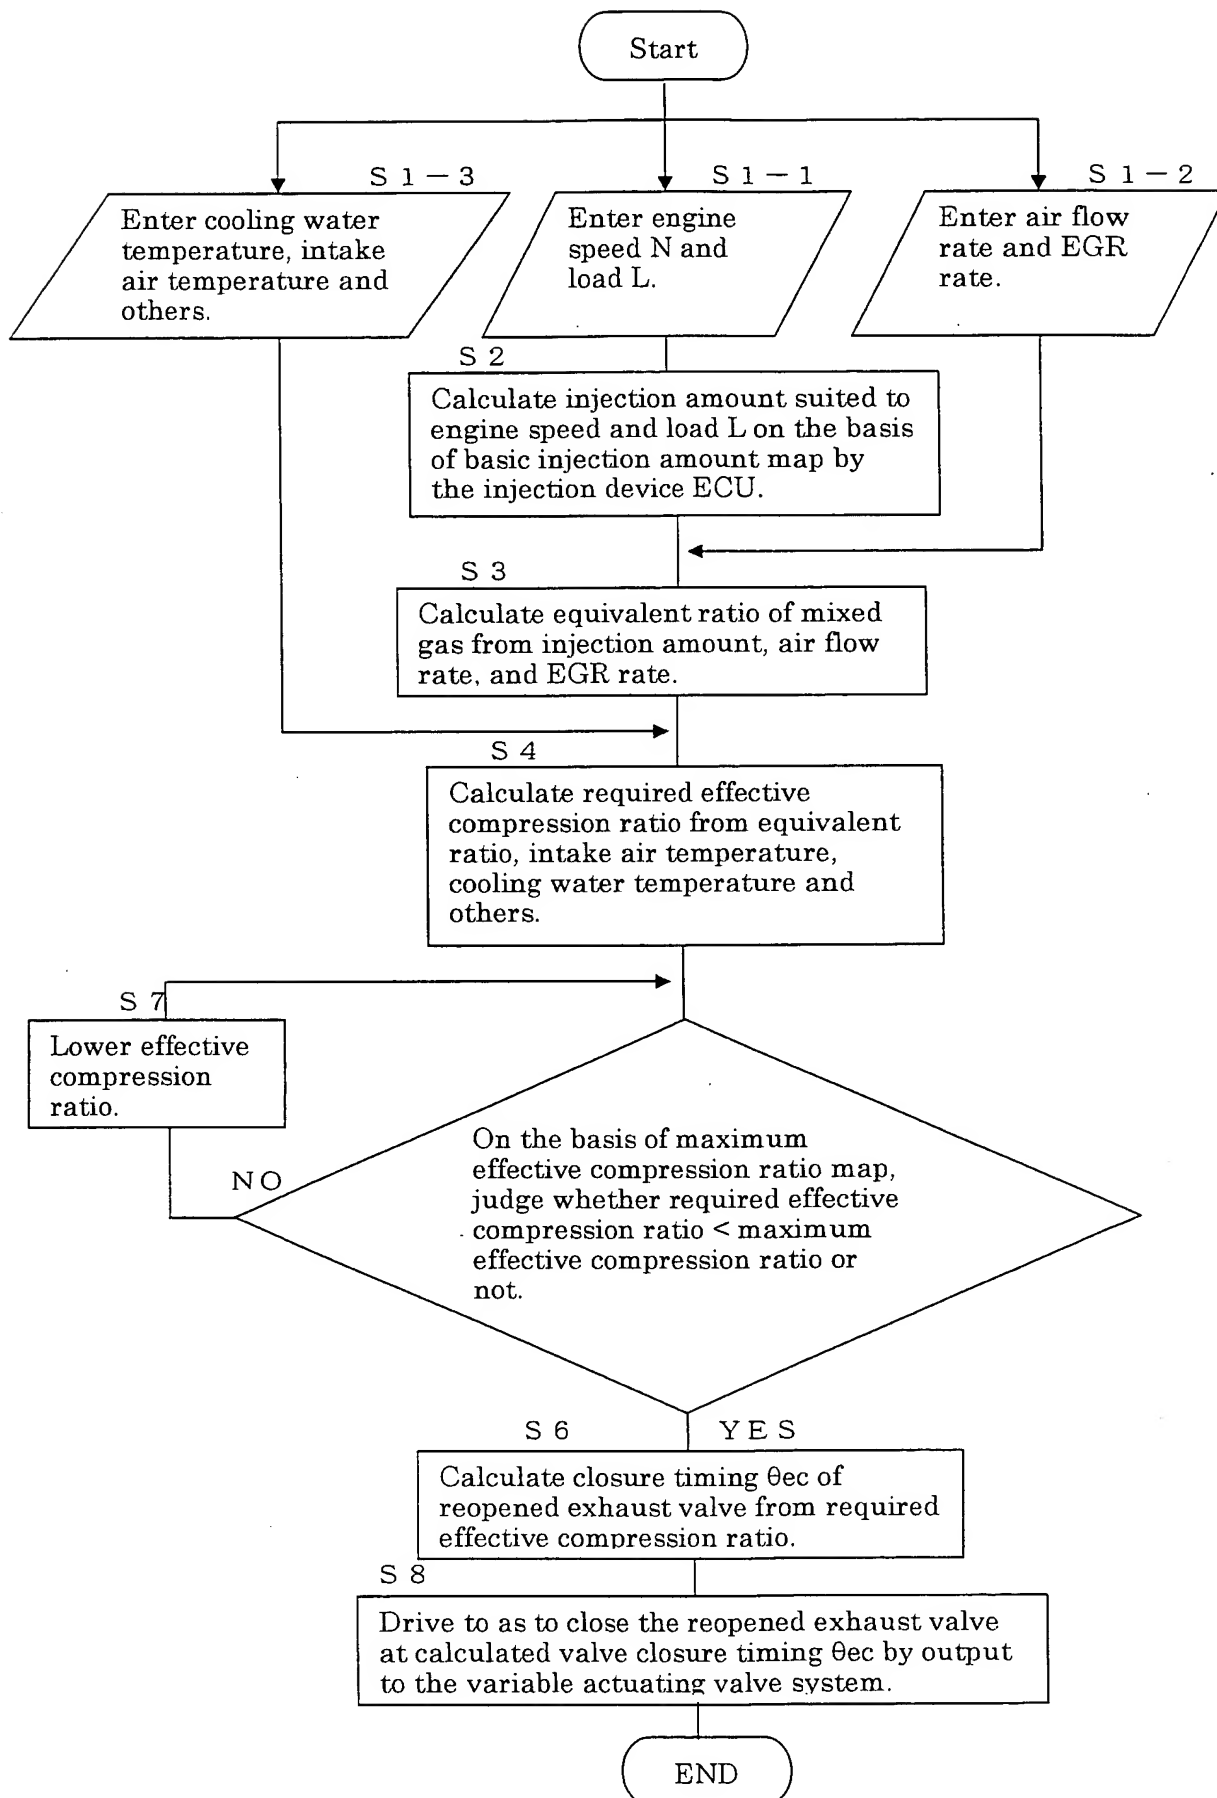 Start
S 1 − 3
Enter cooling water
temperature, intake
air temperature and
others.
S 1 − 1
Enter engine
speed N and
load L.
S 1 − 2
Enter air flow
rate and EGR
rate.
S 2
Calculate injection amount suited to
engine speed and load L on the basis
of basic injection amount map by
the injection device ECU.
S 3
Calculate equivalent ratio of mixed
gas from injection amount, air flow
rate, and EGR rate.
S 4
Calculate required effective
compression ratio from equivalent
ratio, intake air temperature,
cooling water temperature and
others.
S 7
Lower effective
compression
ratio.
NO
On the basis of maximum
effective compression ratio map,
judge whether required effective
compression ratio < maximum
effective compression ratio or
not.
S 6
YES
Calculate closure timing θec of
reopened exhaust valve from required
effective compression ratio.
S 8
Drive to as to close the reopened exhaust valve
at calculated valve closure timing θec by output
to the variable actuating valve system.
END